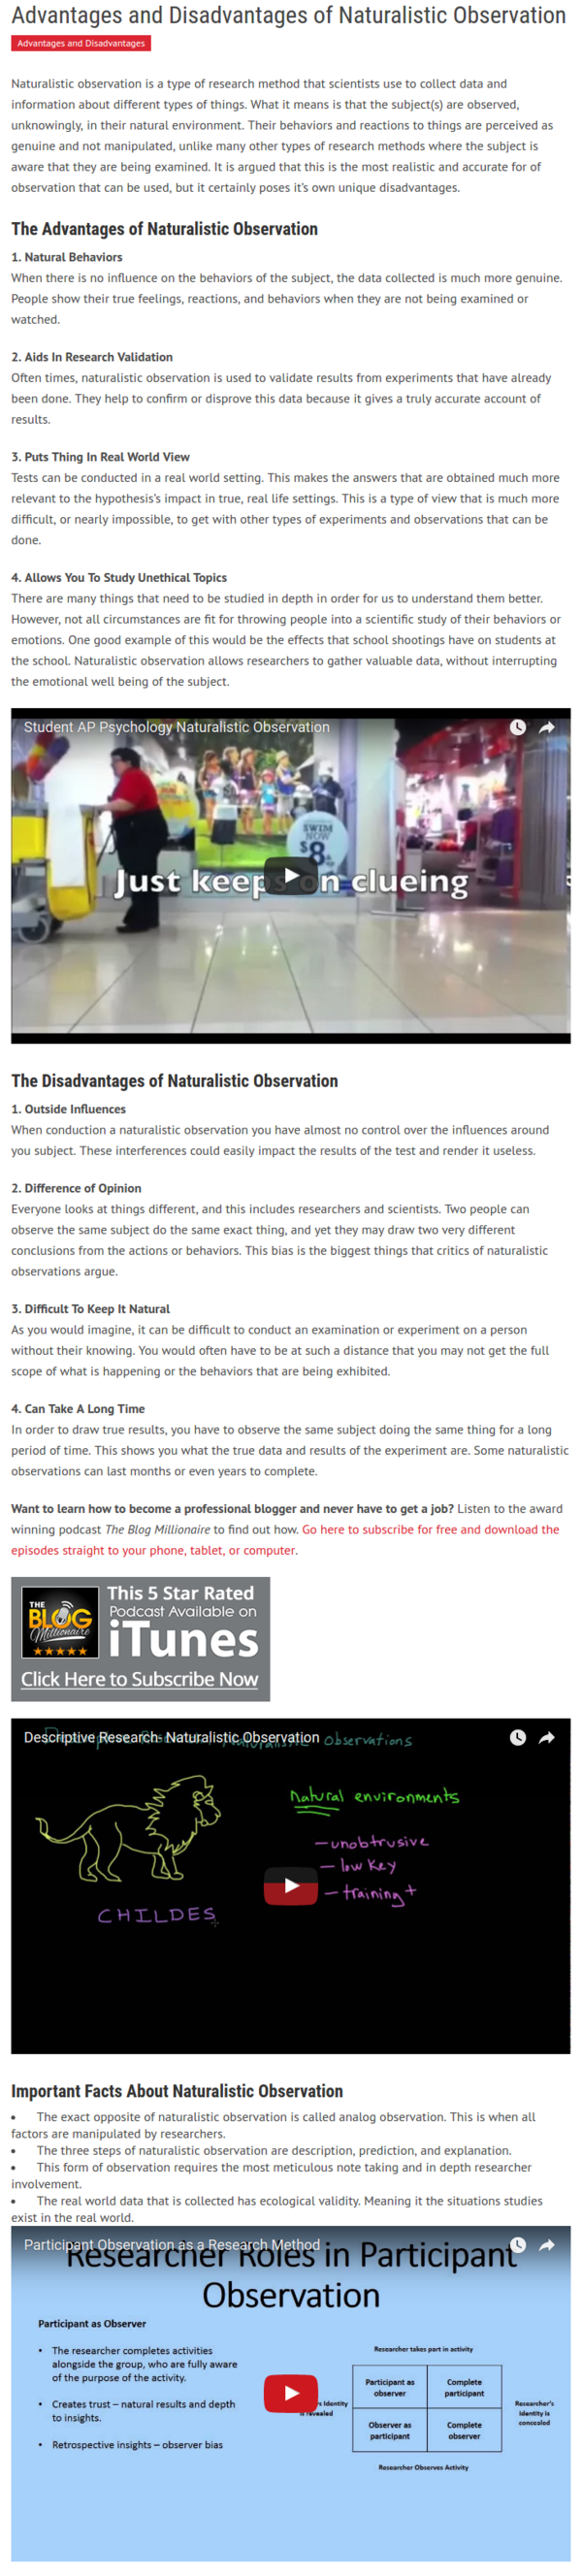 Advantages and Disadvantages of Naturalistic Observation
Advantages and Disadvantages
Naturalistic observation is a type of research method that scientists use to collect data and
information about different types of things. What it means is that the subject(s) are observed,
unknowingly, in their natural environment. Their behaviors and reactions to things are perceived as
genuine and not manipulated, unlike many other types of research methods where the subject is
aware that they are being examined. It is argued that this is the most realistic and accurate for of
observation that can be used, but it certainly poses it's own unique disadvantages.
The Advantages of Naturalistic Observation
1. Natural Behaviors
When there is no influence on the behaviors of the subject, the data collected is much more genuine.
People show their true feelings, reactions, and behaviors when they are not being examined or
watched.
2. Aids In Research Validation
Often times, naturalistic observation is used to validate results from experiments that have already
been done. They help to confirm or disprove this data because it gives a truly accurate account of
results.
3. Puts Thing In Real World View
Tests can be conducted in a real world setting. This makes the answers that are obtained much more
relevant to the hypothesis's impact in true, real life settings. This is a type of view that is much more
difficult, or nearly impossible, to get with other types of experiments and observations that can be
done.
4. Allows You To Study Unethical Topics
There are many things that need to be studied in depth in order for us to understand them better.
However, not all circumstances are fit for throwing people into a scientific study of their behaviors or
emotions. One good example of this would be the effects that school shootings have on students at
the school. Naturalistic observation allows researchers to gather valuable data, without interrupting
the emotional well being of the subject.
Student AP Psychology Naturalistic Observation
SWIM
NOW
$8
Just keeps on clueing
The Disadvantages of Naturalistic Observation
1. Outside Influences
When conduction a naturalistic observation you have almost no control over the influences around
you subject. These interferences could easily impact the results of the test and render it useless.
2. Difference of Opinion
Everyone looks at things different, and this includes researchers and scientists. Two people can
observe the same subject do the same exact thing, and yet they may draw two very different
conclusions from the actions or behaviors. This bias is the biggest things that critics of naturalistic
observations argue.
3. Difficult To Keep It Natural
As you would imagine, it can be difficult to conduct an examination or experiment on a person
without their knowing. You would often have to be at such a distance that you may not get the full
scope of what is happening or the behaviors that are being exhibited.
4. Can Take A Long Time
In order to draw true results, you have to observe the same subject doing the same thing for a long
period of time. This shows you what the true data and results of the experiment are. Some naturalistic
observations can last months or even years to complete.
Want to learn how to become a professional blogger and never have to get a job? Listen to the award
winning podcast The Blog Millionaire to find out how. Go here to subscribe for free and download the
episodes straight to your phone, tablet, or computer.
THE
BLOG
Millionaire
This 5 Star Rated
Podcast Available on
iTunes
Click Here to Subscribe Now
Descriptive Research- Naturalistic Observation
Observations
natural environments
- unobtrusive
- low key
- training +
CHILDES
Important Facts About Naturalistic Observation
• The exact opposite of naturalistic observation is called analog observation. This is when all
factors are manipulated by researchers.
• The three steps of naturalistic observation are description, prediction, and explanation.
• This form of observation requires the most meticulous note taking and in depth researcher
involvement.
• The real world data that is collected has ecological validity. Meaning it the situations studies
exist in the real world.
Participant Observation as a Research Method
Researcher Roles in Participant
Observation
Participant as Observer
• The researcher completes activities
alongside the group, who are fully aware
of the purpose of the activity.
• Creates trust – natural results and depth
to insights.
• Retrospective insights – observer bias
Researcher takes part in activity
Participant as
observer
Complete
participant
Identity
revealed
Researcher's
Identity is
concealed
Observer as
participant
Complete
observer
Researcher Observes Activity